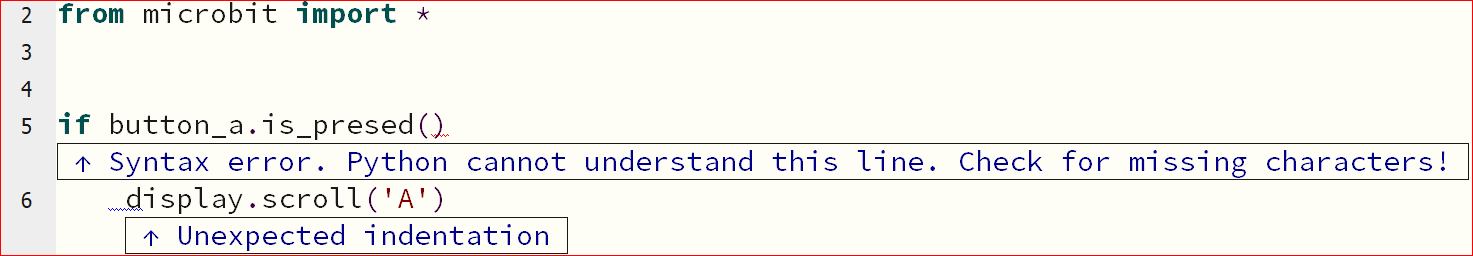 2 from microbit import *
3
4
5 if button_a.is_presed()
↑ Syntax error. Python cannot understand this line. Check for missing characters!
6 display.scroll('A')
↑ Unexpected indentation